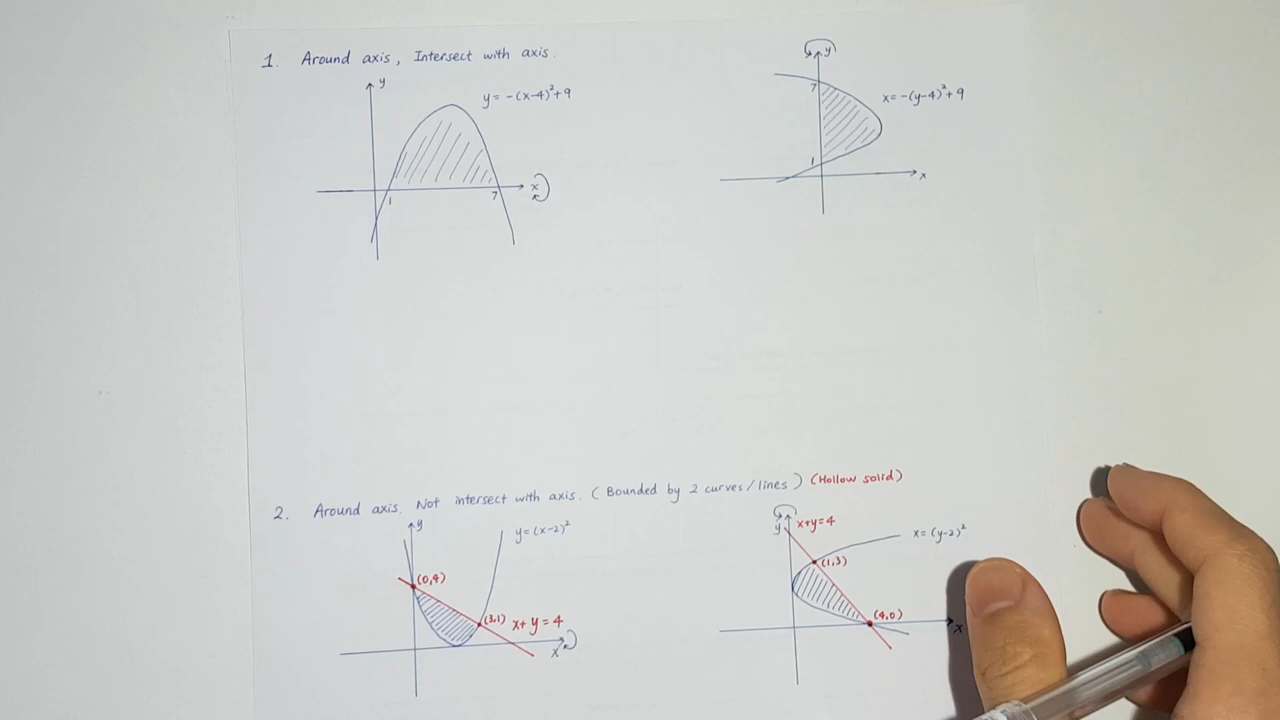 1. Around axis, Intersect with axis.
y
y = -(x-4)²+9
1
7
x
y
7
x = -(y-4)²+9
1
x
2. Around axis. Not intersect with axis. (Bounded by 2 curves/lines) (Hollow solid)
y
y = (x-2)²
(0,4)
(3,1)
x+y=4
x
y
x+y=4
x = (y-2)²
(1,3)
(4,0)
x